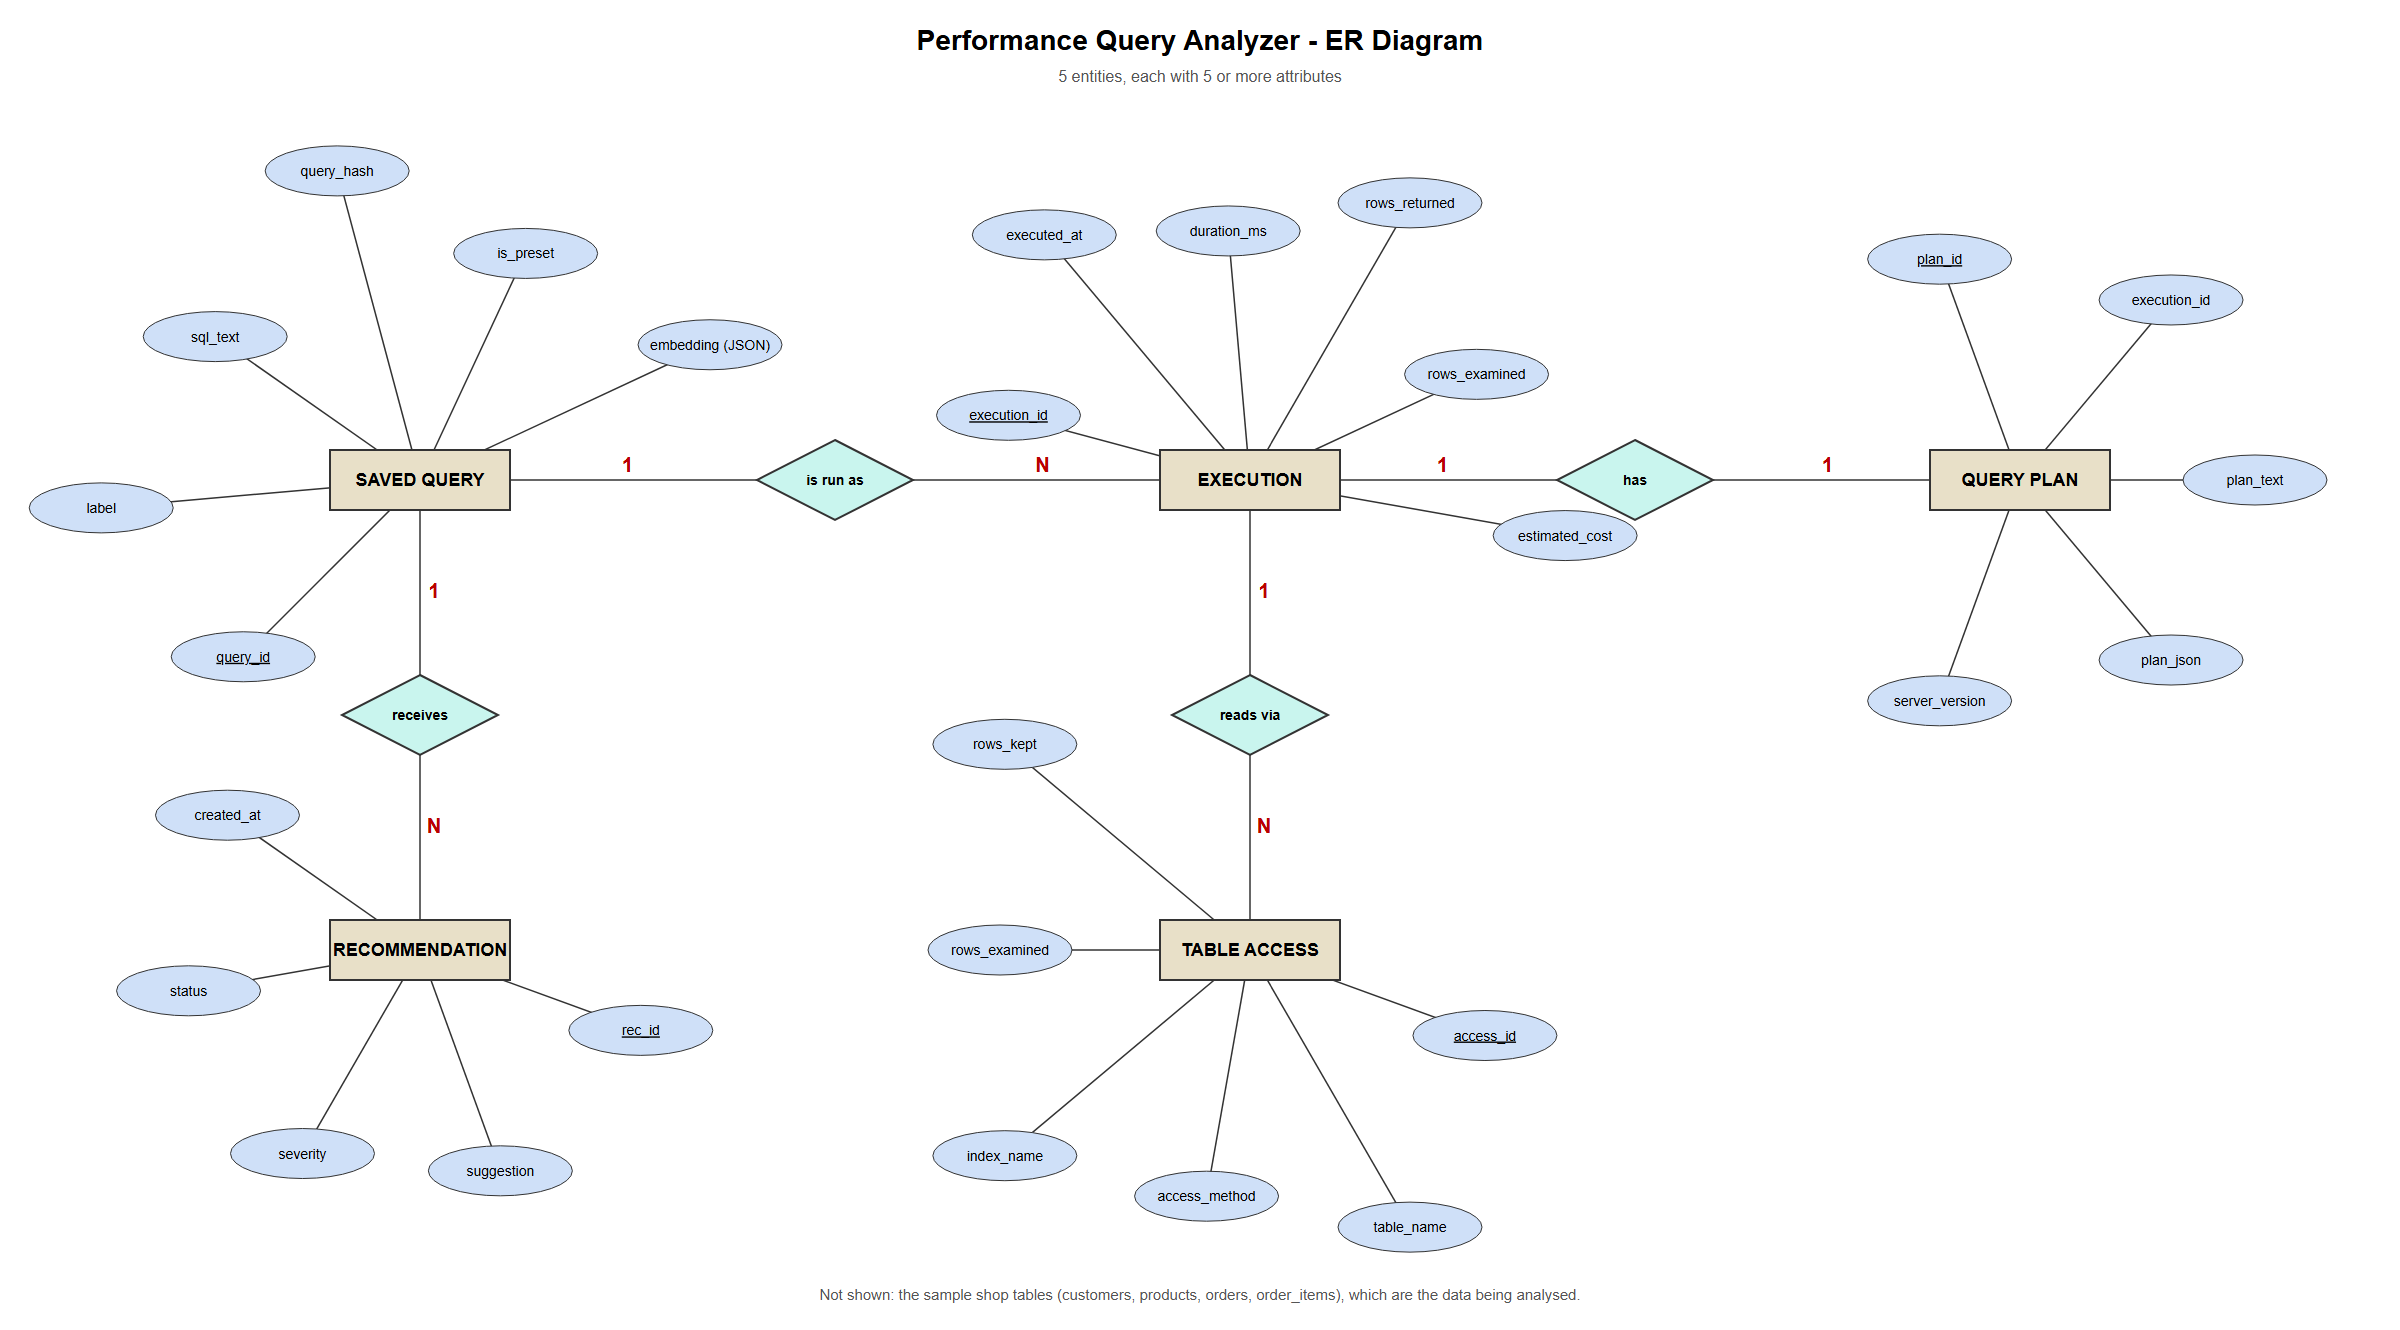 Performance Query Analyzer - ER Diagram
5 entities, each with 5 or more attributes
query_hash
is_preset
sql_text
embedding (JSON)
label
query_id
SAVED QUERY
1
is run as
N
executed_at
duration_ms
rows_returned
rows_examined
execution_id
EXECUTION
estimated_cost
1
has
1
plan_id
execution_id
QUERY PLAN
plan_text
plan_json
server_version
1
receives
N
1
reads via
N
created_at
RECOMMENDATION
status
rec_id
severity
suggestion
rows_kept
rows_examined
TABLE ACCESS
access_id
index_name
access_method
table_name
Not shown: the sample shop tables (customers, products, orders, order_items), which are the data being analysed.